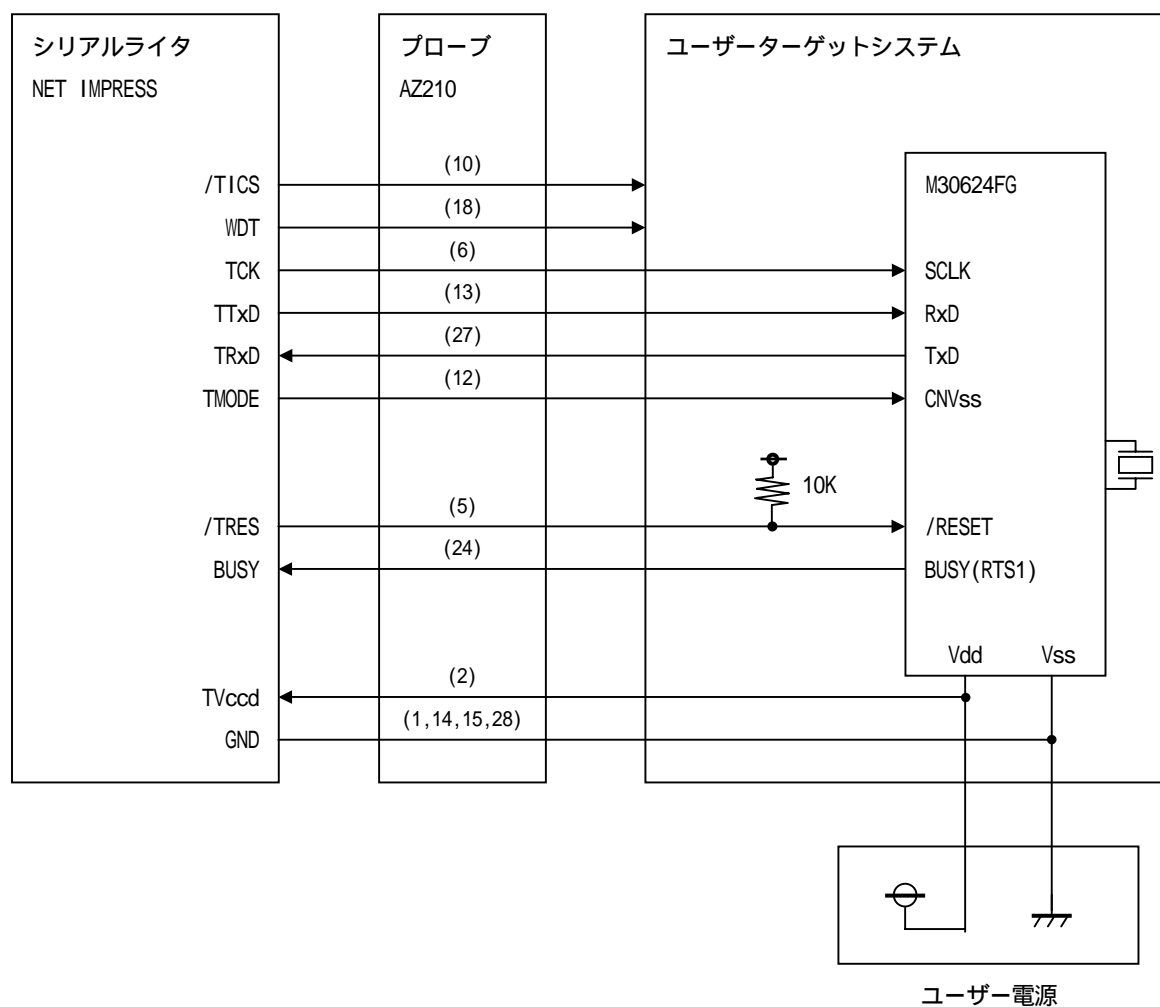 シリアルライタ
NET IMPRESS
プローブ
AZ210
ユーザーターゲットシステム
M30624FG
/TICS
(10)
WDT
(18)
TCK
(6)
SCLK
TTxD
(13)
RxD
TRxD
(27)
TxD
TMODE
(12)
CNVss
10K
/TRES
(5)
/RESET
BUSY
(24)
BUSY(RTS1)
Vdd
Vss
TVccd
(2)
GND
(1,14,15,28)
ユーザー電源